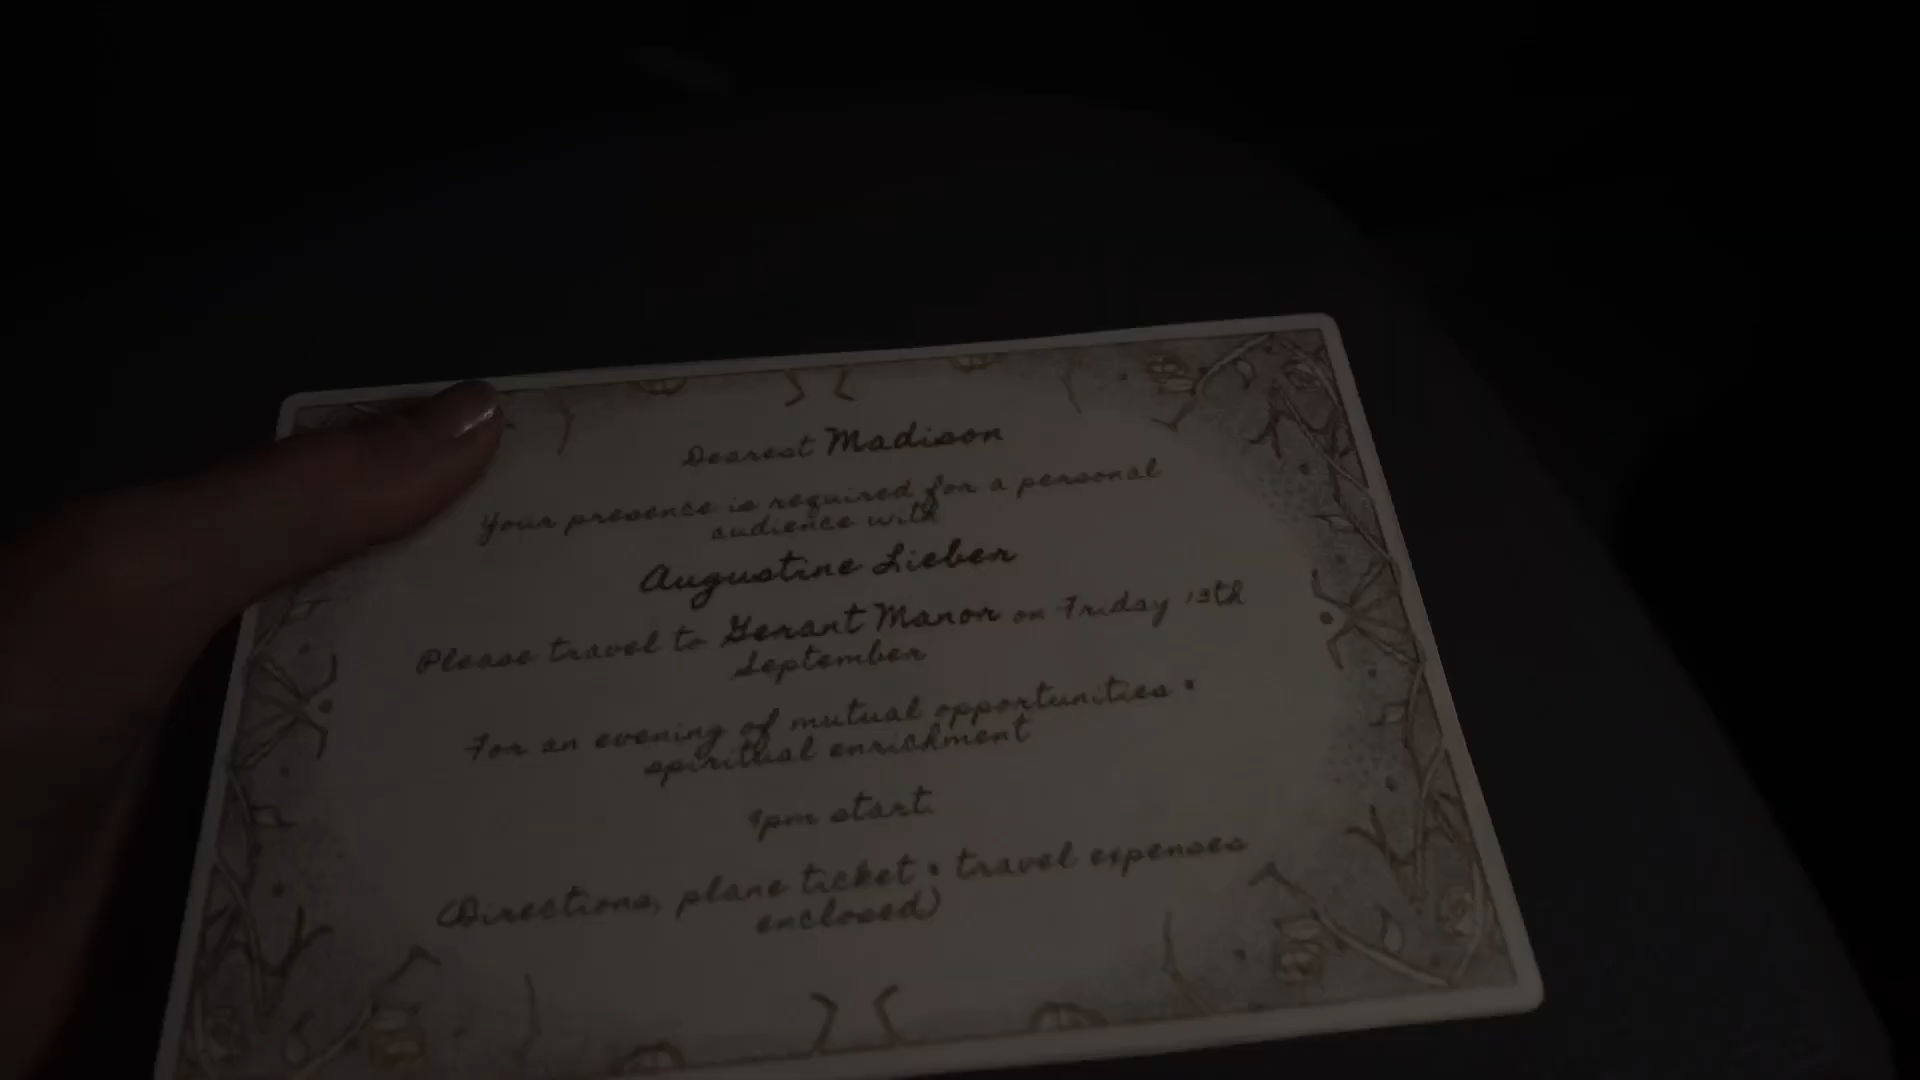 Dearest Madison
Your presence is required for a personal
audience with
Augustine Lieber
Please travel to Gerant Manor on Friday 13th
September
For an evening of mutual opportunities &
spiritual enrichment
9pm start.
(Directions, plane ticket & travel expenses
enclosed)